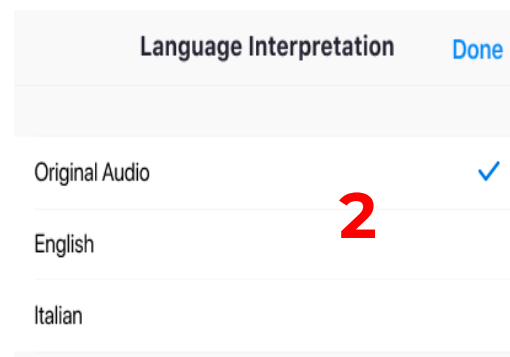 Language Interpretation Done
Original Audio
2
English
Italian